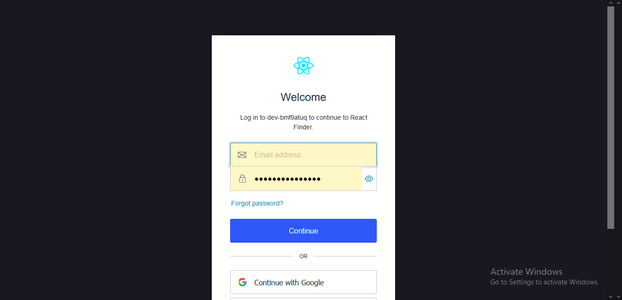 Welcome
Log in to dev-bmf9atuq to continue to React
Finder.
Email address
Forgot password?
Continue
OR
Continue with Google
Activate Windows
Go to Settings to activate Windows.